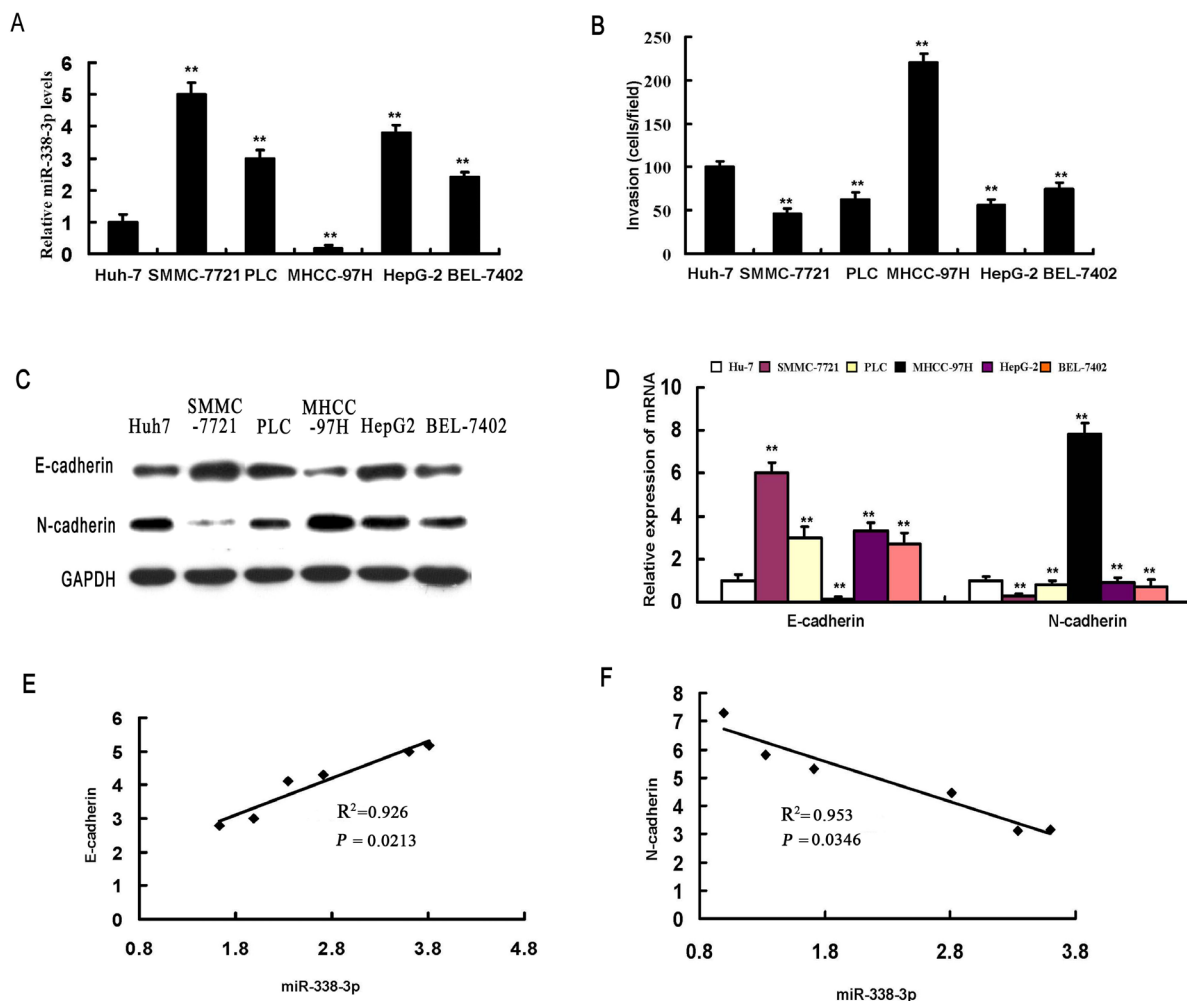 A
Relative miR-338-3p levels
6
5
4
3
2
1
0
** ** ** ** **
Huh-7 SMMC-7721 PLC MHCC-97H HepG-2 BEL-7402
B
Invasion (cells/field)
250
200
150
100
50
0
** ** ** ** **
Huh-7 SMMC-7721 PLC MHCC-97H HepG-2 BEL-7402
C
Huh7 SMMC-7721 PLC MHCC-97H HepG2 BEL-7402
E-cadherin
N-cadherin
GAPDH
D
Hu-7 SMMC-7721 PLC MHCC-97H HepG-2 BEL-7402
Relative expression of mRNA
10
8
6
4
2
0
** ** ** ** **
** ** ** ** **
E-cadherin N-cadherin
E
E-cadherin
6
5
4
3
2
1
0
R²=0.926
P = 0.0213
0.8 1.8 2.8 3.8 4.8
miR-338-3p
F
N-cadherin
8
7
6
5
4
3
2
1
0
R²=0.953
P = 0.0346
0.8 1.8 2.8 3.8
miR-338-3p